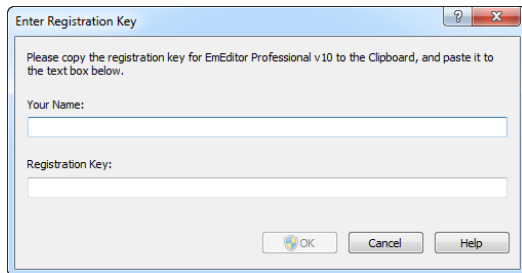 Enter Registration Key
Please copy the registration key for EmEditor Professional v10 to the Clipboard, and paste it to
the text box below.
Your Name:
Registration Key:
OK Cancel Help